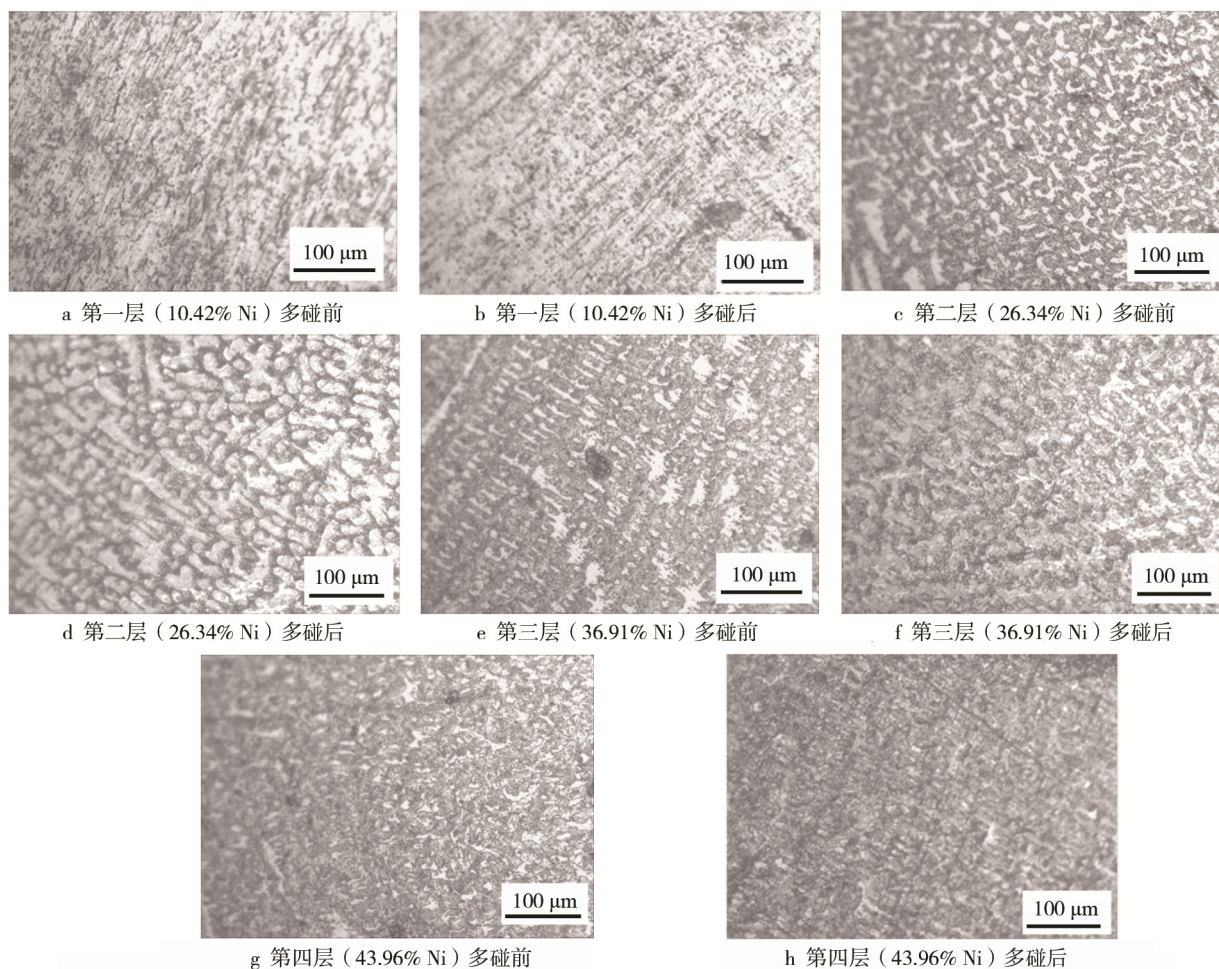 100 μm
100 μm
100 μm
a 第一层（10.42% Ni）多碰前
b 第一层（10.42% Ni）多碰后
c 第二层（26.34% Ni）多碰前
100 μm
100 μm
100 μm
d 第二层（26.34% Ni）多碰后
e 第三层（36.91% Ni）多碰前
f 第三层（36.91% Ni）多碰后
100 μm
100 μm
g 第四层（43.96% Ni）多碰前
h 第四层（43.96% Ni）多碰后